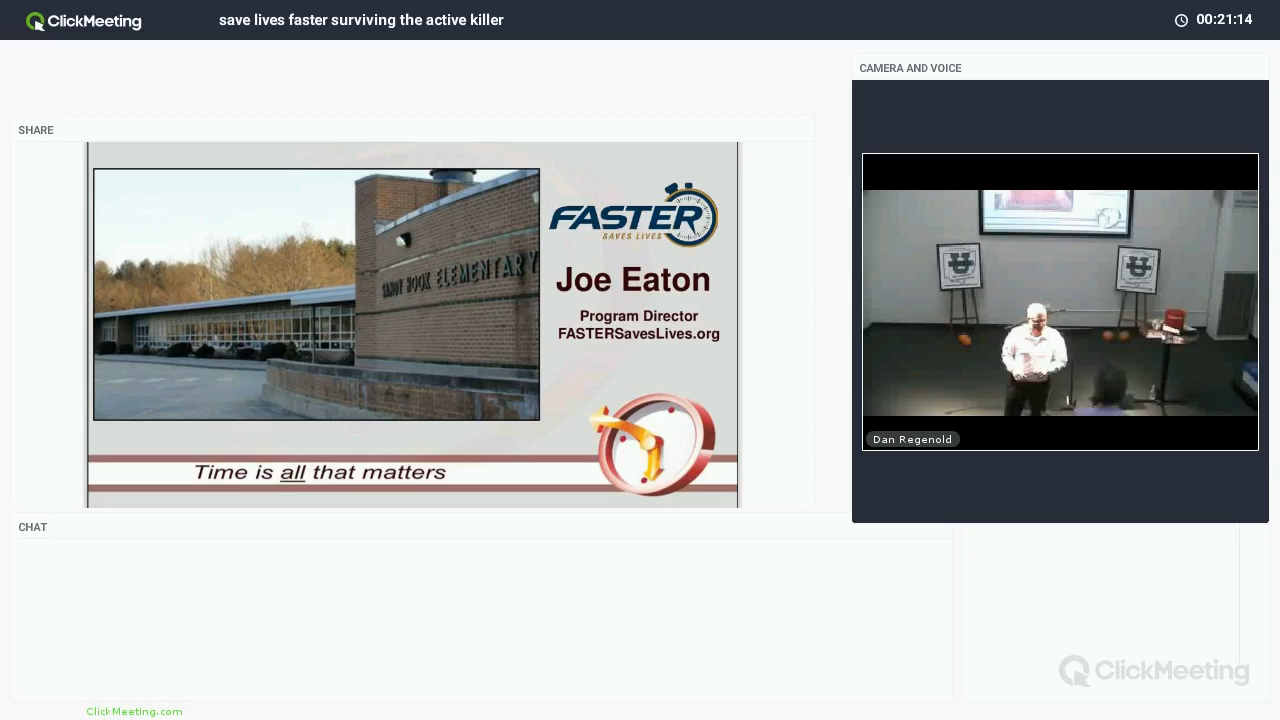 ClickMeeting
save lives faster surviving the active killer
00:21:14
CAMERA AND VOICE
SHARE
SANDY HOOK ELEMENTARY
FASTER
SAVES LIVES
Joe Eaton
Program Director
FASTERSavesLives.org
Time is all that matters
Dan Regenold
CHAT
ClickMeeting
ClickMeeting.com